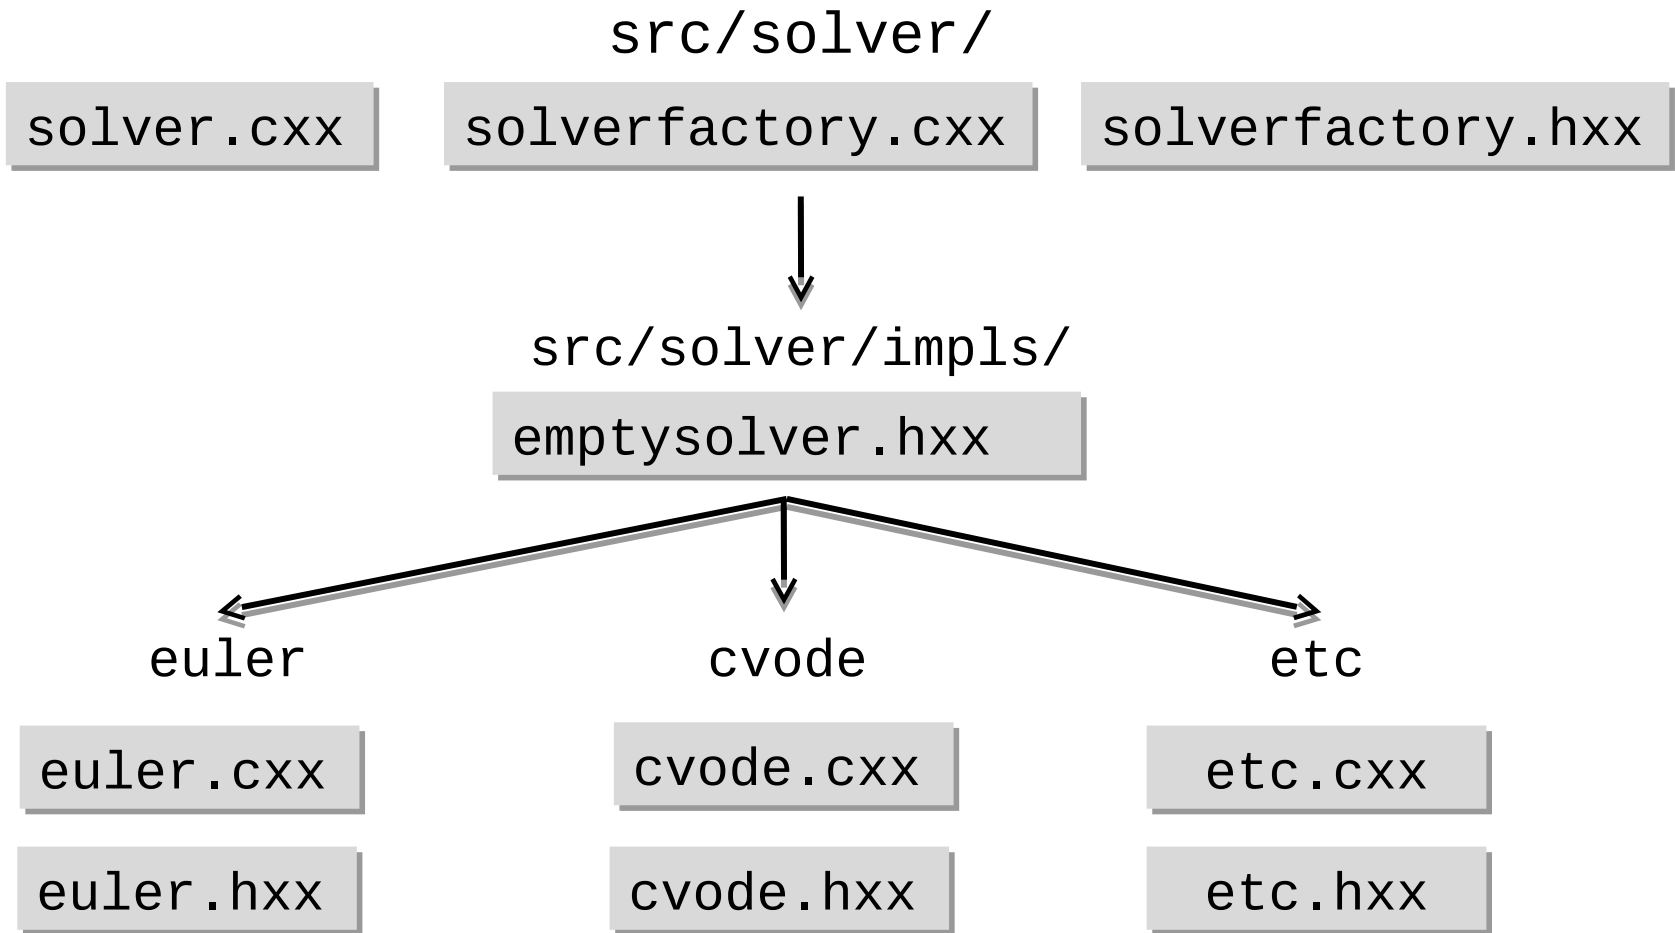 src/solver/
solver.cxx solverfactory.cxx solverfactory.hxx
src/solver/impls/
emptysolver.hxx
euler cvode etc
euler.cxx cvode.cxx etc.cxx
euler.hxx cvode.hxx etc.hxx